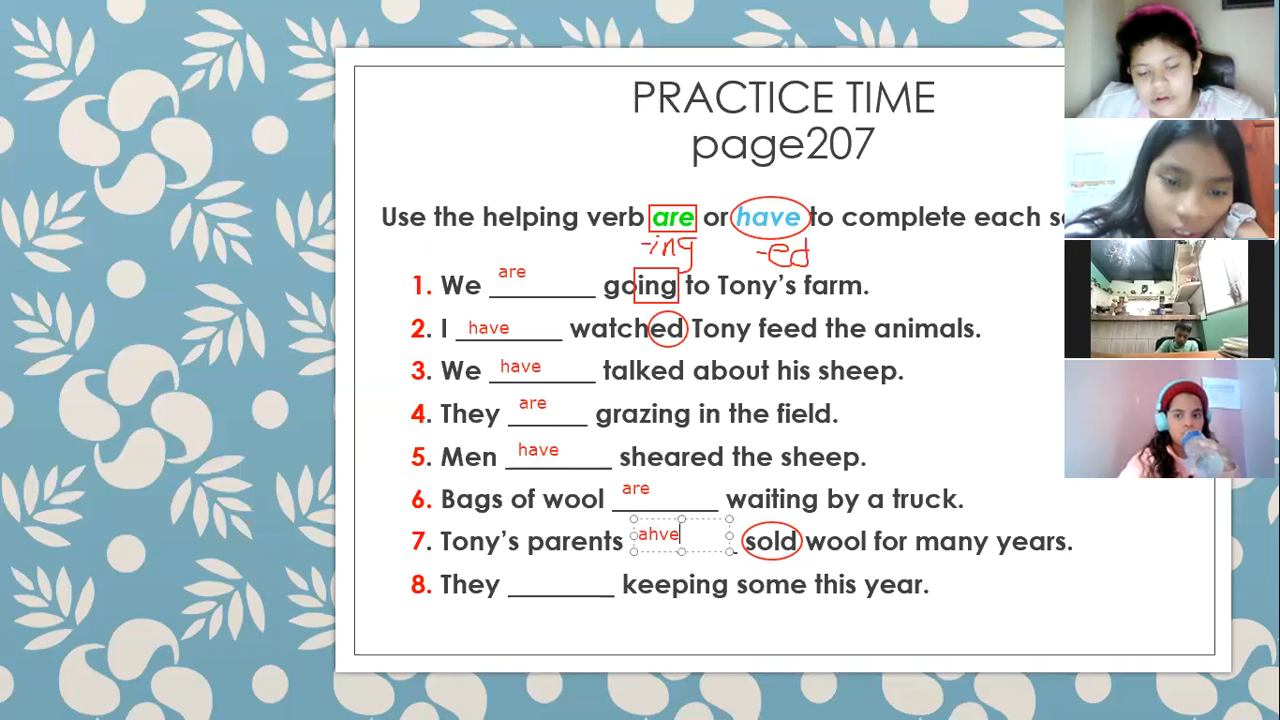 PRACTICE TIME
page207
Use the helping verb are or have to complete each
-ing -ed
1. We are going to Tony's farm.
2. I have watched Tony feed the animals.
3. We have talked about his sheep.
4. They are grazing in the field.
5. Men have sheared the sheep.
6. Bags of wool are waiting by a truck.
7. Tony's parents ahve sold wool for many years.
8. They ________ keeping some this year.